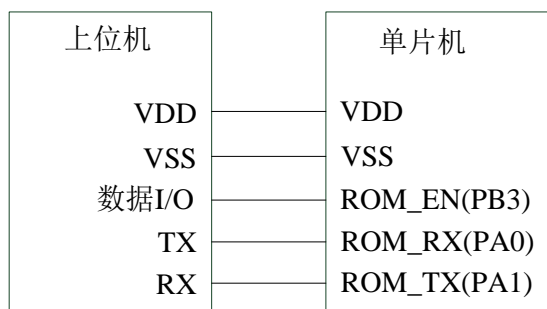 上位机 单片机
VDD VDD
VSS VSS
数据I/O ROM_EN(PB3)
TX ROM_RX(PA0)
RX ROM_TX(PA1)